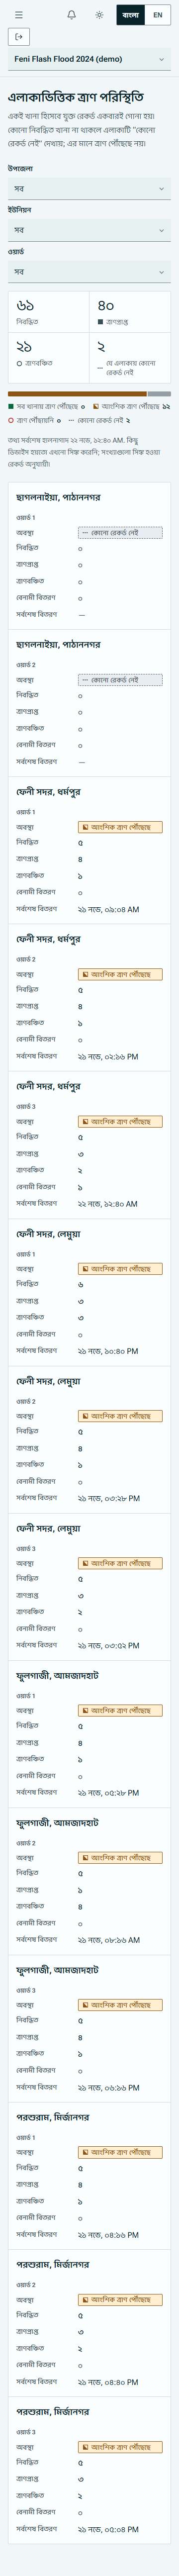 বাংলা
EN
Feni Flash Flood 2024 (demo)
এলাকাভিত্তিক ত্রাণ পরিস্থিতি
একই খানা হিসেবে যুক্ত রেকর্ড একবারই গোনা হয়।
কোনো নিবন্ধিত খানা না থাকলে এলাকাটি "কোনো
রেকর্ড নেই" দেখায়; এর মানে ত্রাণ পৌঁছেছে নয়।
উপজেলা
সব
ইউনিয়ন
সব
ওয়ার্ড
সব
৬১
নিবন্ধিত
৪০
ত্রাণপ্রাপ্ত
২১
ত্রাণবঞ্চিত
২
যে এলাকায় কোনো
রেকর্ড নেই
সব খানায় ত্রাণ পৌঁছেছে ০
আংশিক ত্রাণ পৌঁছেছে ১২
ত্রাণ পৌঁছায়নি ০
কোনো রেকর্ড নেই ২
তথ্য সর্বশেষ হালনাগাদ ২২ নভে, ১২:৪০ AM. কিছু
ডিভাইস হয়তো এখনো সিঙ্ক করেনি; সংখ্যাগুলো সিঙ্ক হওয়া
রেকর্ড অনুযায়ী।
ছাগলনাইয়া, পাঠাননগর
ওয়ার্ড 1
অবস্থা কোনো রেকর্ড নেই
নিবন্ধিত ০
ত্রাণপ্রাপ্ত ০
ত্রাণবঞ্চিত ০
বেনামী বিতরণ ০
সর্বশেষ বিতরণ —
ছাগলনাইয়া, পাঠাননগর
ওয়ার্ড 2
অবস্থা কোনো রেকর্ড নেই
নিবন্ধিত ০
ত্রাণপ্রাপ্ত ০
ত্রাণবঞ্চিত ০
বেনামী বিতরণ ০
সর্বশেষ বিতরণ —
ফেনী সদর, ধর্মপুর
ওয়ার্ড 1
অবস্থা আংশিক ত্রাণ পৌঁছেছে
নিবন্ধিত ৫
ত্রাণপ্রাপ্ত ৪
ত্রাণবঞ্চিত ১
বেনামী বিতরণ ০
সর্বশেষ বিতরণ ২১ নভে, ০৯:০৪ AM
ফেনী সদর, ধর্মপুর
ওয়ার্ড 2
অবস্থা আংশিক ত্রাণ পৌঁছেছে
নিবন্ধিত ৫
ত্রাণপ্রাপ্ত ৪
ত্রাণবঞ্চিত ১
বেনামী বিতরণ ০
সর্বশেষ বিতরণ ২১ নভে, ০২:১৬ PM
ফেনী সদর, ধর্মপুর
ওয়ার্ড 3
অবস্থা আংশিক ত্রাণ পৌঁছেছে
নিবন্ধিত ৫
ত্রাণপ্রাপ্ত ৩
ত্রাণবঞ্চিত ২
বেনামী বিতরণ ১
সর্বশেষ বিতরণ ২২ নভে, ১২:৪০ AM
ফেনী সদর, লেমুয়া
ওয়ার্ড 1
অবস্থা আংশিক ত্রাণ পৌঁছেছে
নিবন্ধিত ৬
ত্রাণপ্রাপ্ত ৩
ত্রাণবঞ্চিত ৩
বেনামী বিতরণ ০
সর্বশেষ বিতরণ ২১ নভে, ১০:৪০ PM
ফেনী সদর, লেমুয়া
ওয়ার্ড 2
অবস্থা আংশিক ত্রাণ পৌঁছেছে
নিবন্ধিত ৫
ত্রাণপ্রাপ্ত ৪
ত্রাণবঞ্চিত ১
বেনামী বিতরণ ০
সর্বশেষ বিতরণ ২১ নভে, ০৩:২৮ PM
ফেনী সদর, লেমুয়া
ওয়ার্ড 3
অবস্থা আংশিক ত্রাণ পৌঁছেছে
নিবন্ধিত ৫
ত্রাণপ্রাপ্ত ৩
ত্রাণবঞ্চিত ২
বেনামী বিতরণ ০
সর্বশেষ বিতরণ ২১ নভে, ০৩:৫২ PM
ফুলগাজী, আমজাদহাট
ওয়ার্ড 1
অবস্থা আংশিক ত্রাণ পৌঁছেছে
নিবন্ধিত ৫
ত্রাণপ্রাপ্ত ৪
ত্রাণবঞ্চিত ১
বেনামী বিতরণ ০
সর্বশেষ বিতরণ ২১ নভে, ০৫:২৮ PM
ফুলগাজী, আমজাদহাট
ওয়ার্ড 2
অবস্থা আংশিক ত্রাণ পৌঁছেছে
নিবন্ধিত ৫
ত্রাণপ্রাপ্ত ১
ত্রাণবঞ্চিত ৪
বেনামী বিতরণ ০
সর্বশেষ বিতরণ ২১ নভে, ০৮:১৬ AM
ফুলগাজী, আমজাদহাট
ওয়ার্ড 3
অবস্থা আংশিক ত্রাণ পৌঁছেছে
নিবন্ধিত ৫
ত্রাণপ্রাপ্ত ৪
ত্রাণবঞ্চিত ১
বেনামী বিতরণ ০
সর্বশেষ বিতরণ ২১ নভে, ০৬:১৬ PM
পরশুরাম, মির্জানগর
ওয়ার্ড 1
অবস্থা আংশিক ত্রাণ পৌঁছেছে
নিবন্ধিত ৫
ত্রাণপ্রাপ্ত ৪
ত্রাণবঞ্চিত ১
বেনামী বিতরণ ০
সর্বশেষ বিতরণ ২১ নভে, ০৪:১৬ PM
পরশুরাম, মির্জানগর
ওয়ার্ড 2
অবস্থা আংশিক ত্রাণ পৌঁছেছে
নিবন্ধিত ৫
ত্রাণপ্রাপ্ত ৩
ত্রাণবঞ্চিত ২
বেনামী বিতরণ ০
সর্বশেষ বিতরণ ২১ নভে, ০৪:৪০ PM
পরশুরাম, মির্জানগর
ওয়ার্ড 3
অবস্থা আংশিক ত্রাণ পৌঁছেছে
নিবন্ধিত ৫
ত্রাণপ্রাপ্ত ৩
ত্রাণবঞ্চিত ২
বেনামী বিতরণ ০
সর্বশেষ বিতরণ ২১ নভে, ০৫:০৪ PM